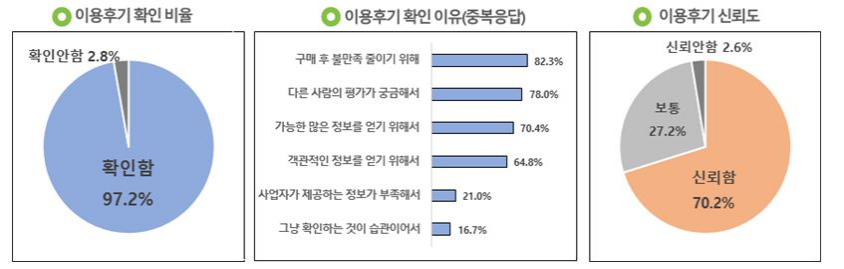 이용후기 확인 비율
확인안함 2.8%
확인함
97.2%
이용후기 확인 이유(중복응답)
구매 후 불만족 줄이기 위해 82.3%
다른 사람의 평가가 궁금해서 78.0%
가능한 많은 정보를 얻기 위해서 70.4%
객관적인 정보를 얻기 위해서 64.8%
사업자가 제공하는 정보가 부족해서 21.0%
그냥 확인하는 것이 습관이어서 16.7%
이용후기 신뢰도
신뢰안함 2.6%
보통
27.2%
신뢰함
70.2%